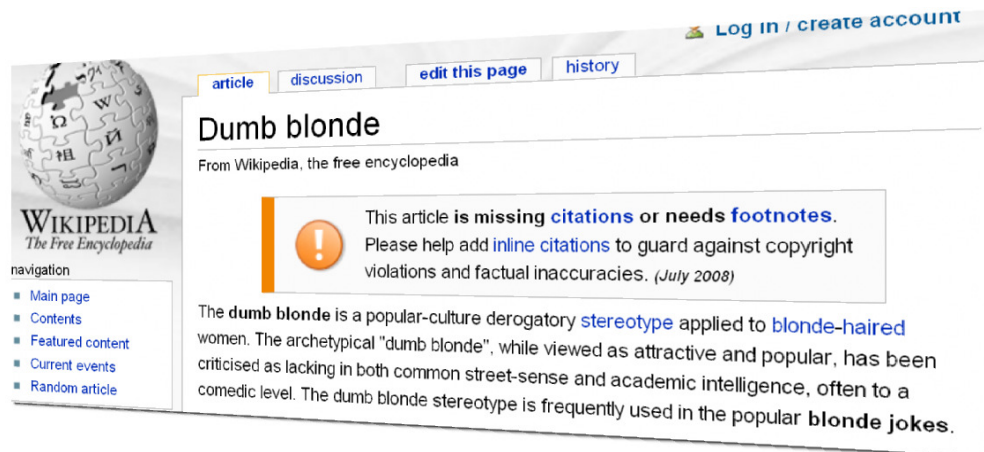 Log in / create account
article discussion edit this page history
Dumb blonde
From Wikipedia, the free encyclopedia
This article is missing citations or needs footnotes.
Please help add inline citations to guard against copyright
violations and factual inaccuracies. (July 2008)
WIKIPEDIA
The Free Encyclopedia
navigation
Main page
Contents
Featured content
Current events
Random article
The dumb blonde is a popular-culture derogatory stereotype applied to blonde-haired
women. The archetypical "dumb blonde", while viewed as attractive and popular, has been
criticised as lacking in both common street-sense and academic intelligence, often to a
comedic level. The dumb blonde stereotype is frequently used in the popular blonde jokes.